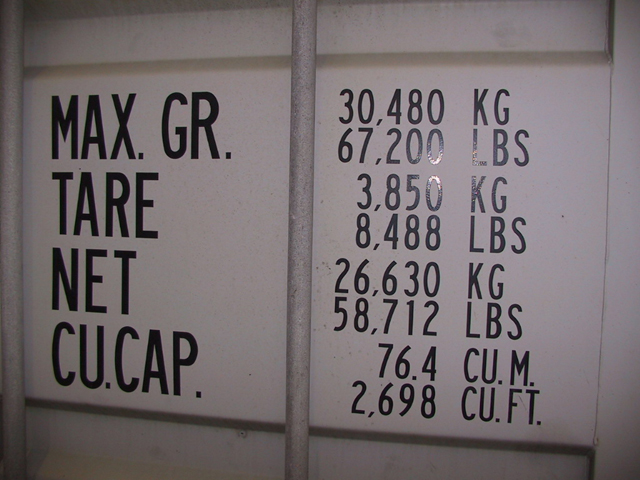 MAX. GR. 30,480 KG
67,200 LBS
TARE 3,850 KG
8,488 LBS
NET 26,630 KG
58,712 LBS
CU.CAP. 76.4 CU.M.
2,698 CU.FT.